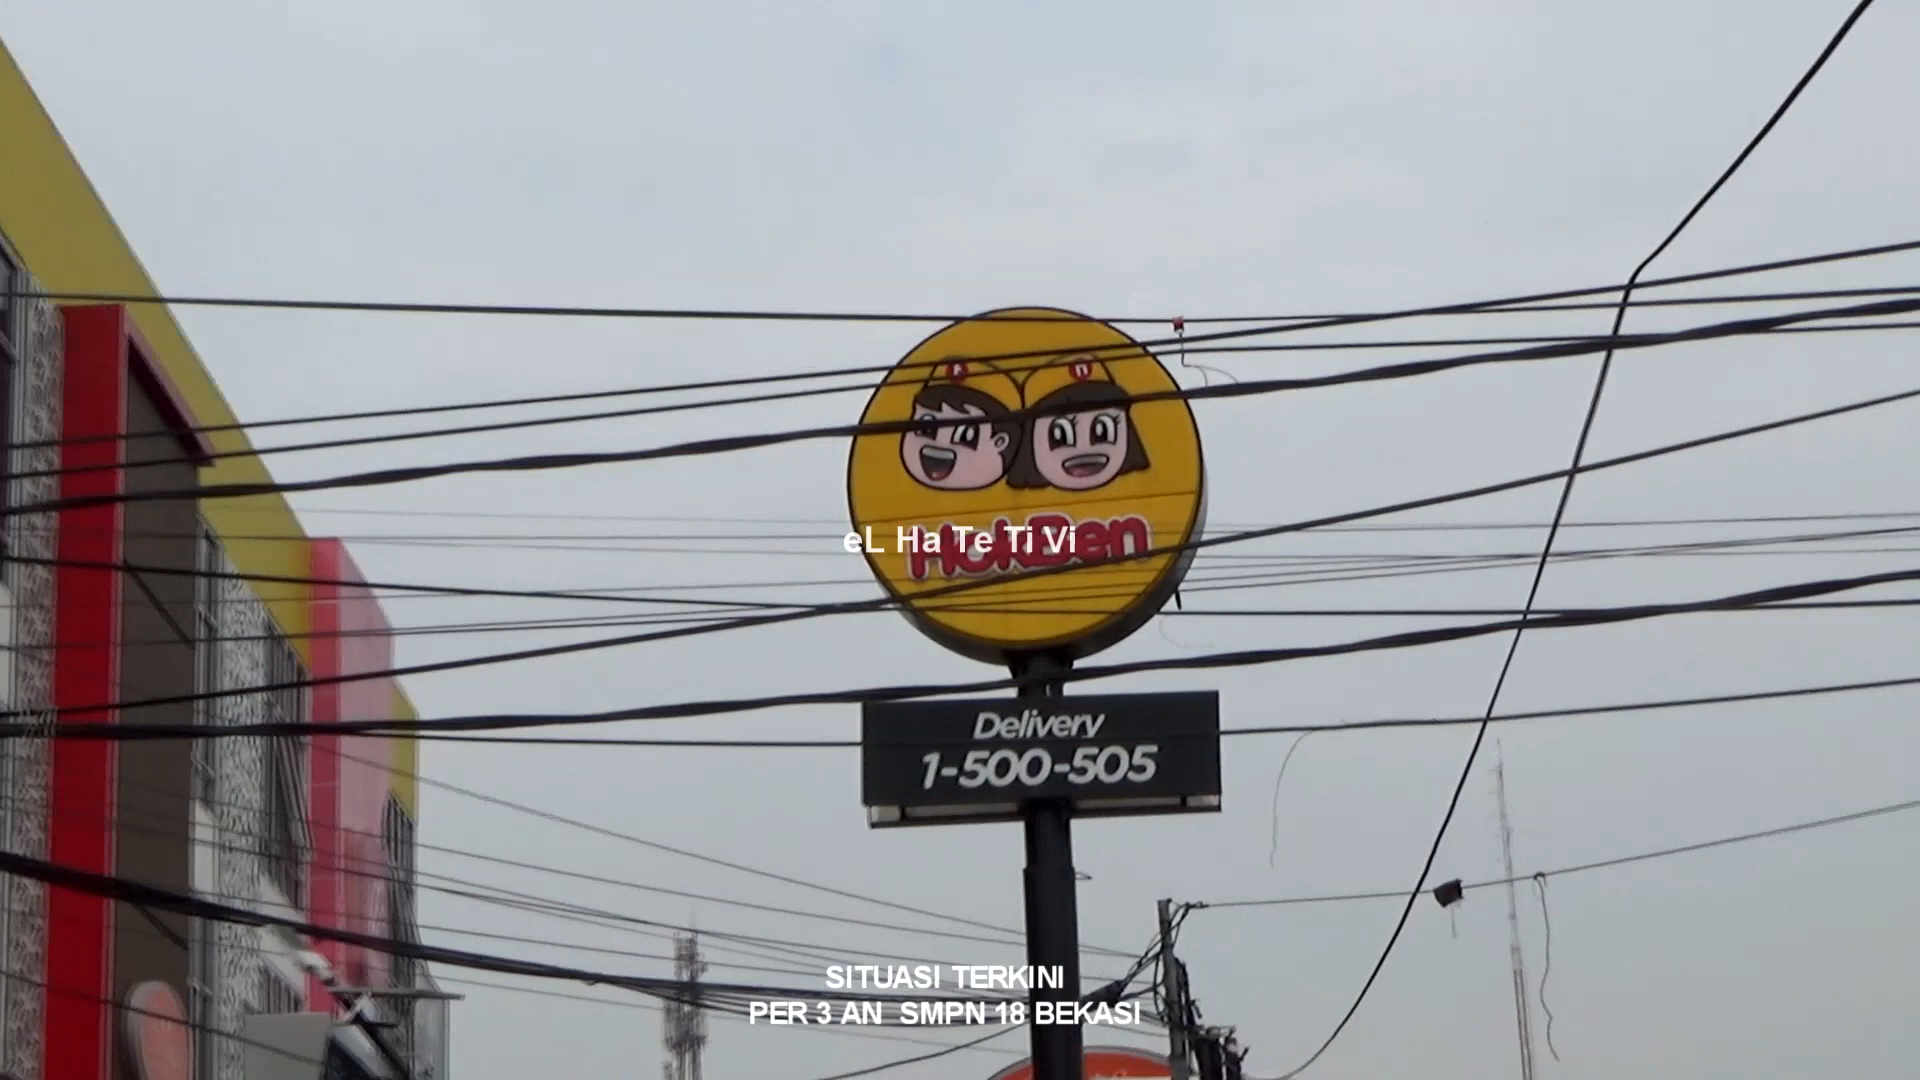 HokBen
eL Ha Te Ti Vi
Delivery
1-500-505
SITUASI TERKINI
PER 3 AN SMPN 18 BEKASI